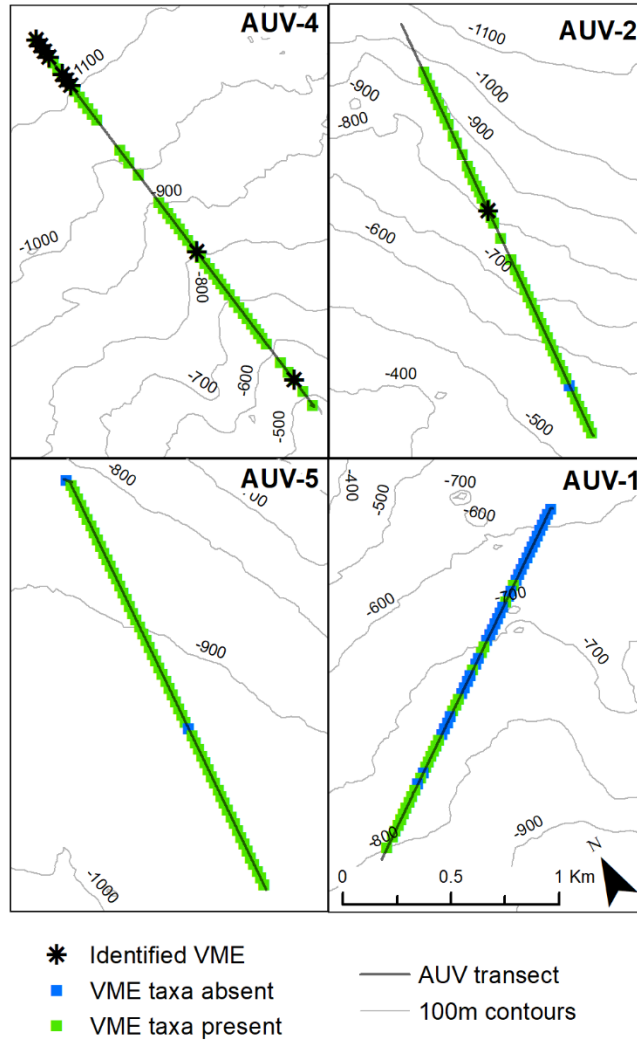 AUV-4
-1100
-900
-1000
-800
-700
-600
-500
AUV-2
-1100
-1000
-900
-800
-900
-600
-700
-400
-500
AUV-5
-800
-900
-1000
AUV-1
-400
-500
-700
-600
-600
-700
-700
-800
-900
N
0 0.5 1 Km
Identified VME
VME taxa absent
VME taxa present
AUV transect
100m contours